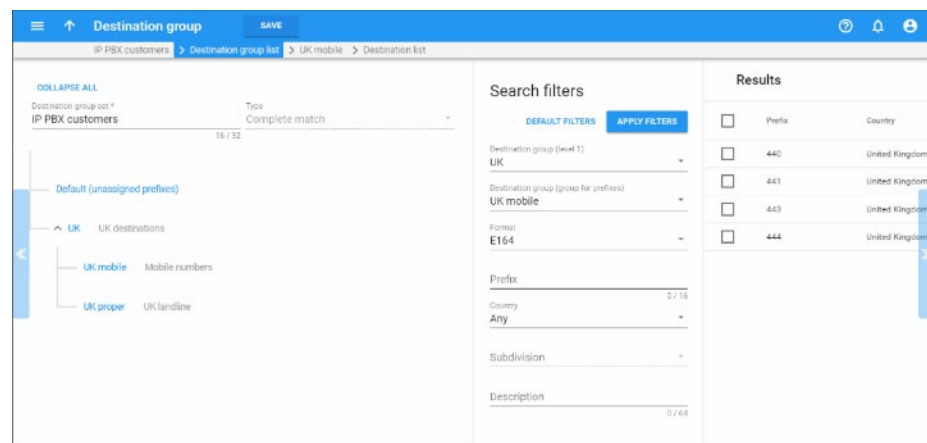 Destination group SAVE
IP PBX customers > Destination group list > UK mobile > Destination list
COLLAPSE ALL
Destination group set *
IP PBX customers
16 / 32
Type
Complete match
Default (unassigned prefixes)
UK UK destinations
UK mobile Mobile numbers
UK proper UK landline
Search filters
DEFAULT FILTERS APPLY FILTERS
Destination group (level 1)
UK
Destination group (group for prefixes)
UK mobile
Format
E164
Prefix
0 / 16
Country
Any
Subdivision
Description
0 / 64
Results
Prefix Country
440 United Kingdom
441 United Kingdom
443 United Kingdom
444 United Kingdom